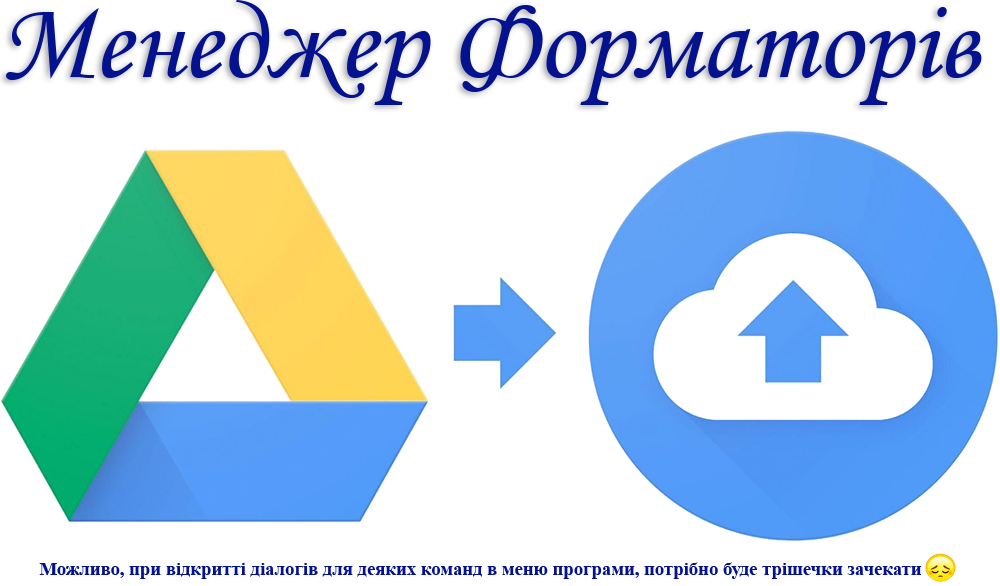 Менеджер Форматорів
Можливо, при відкритті діалогів для деяких команд в меню програми, потрібно буде трішечки зачекати